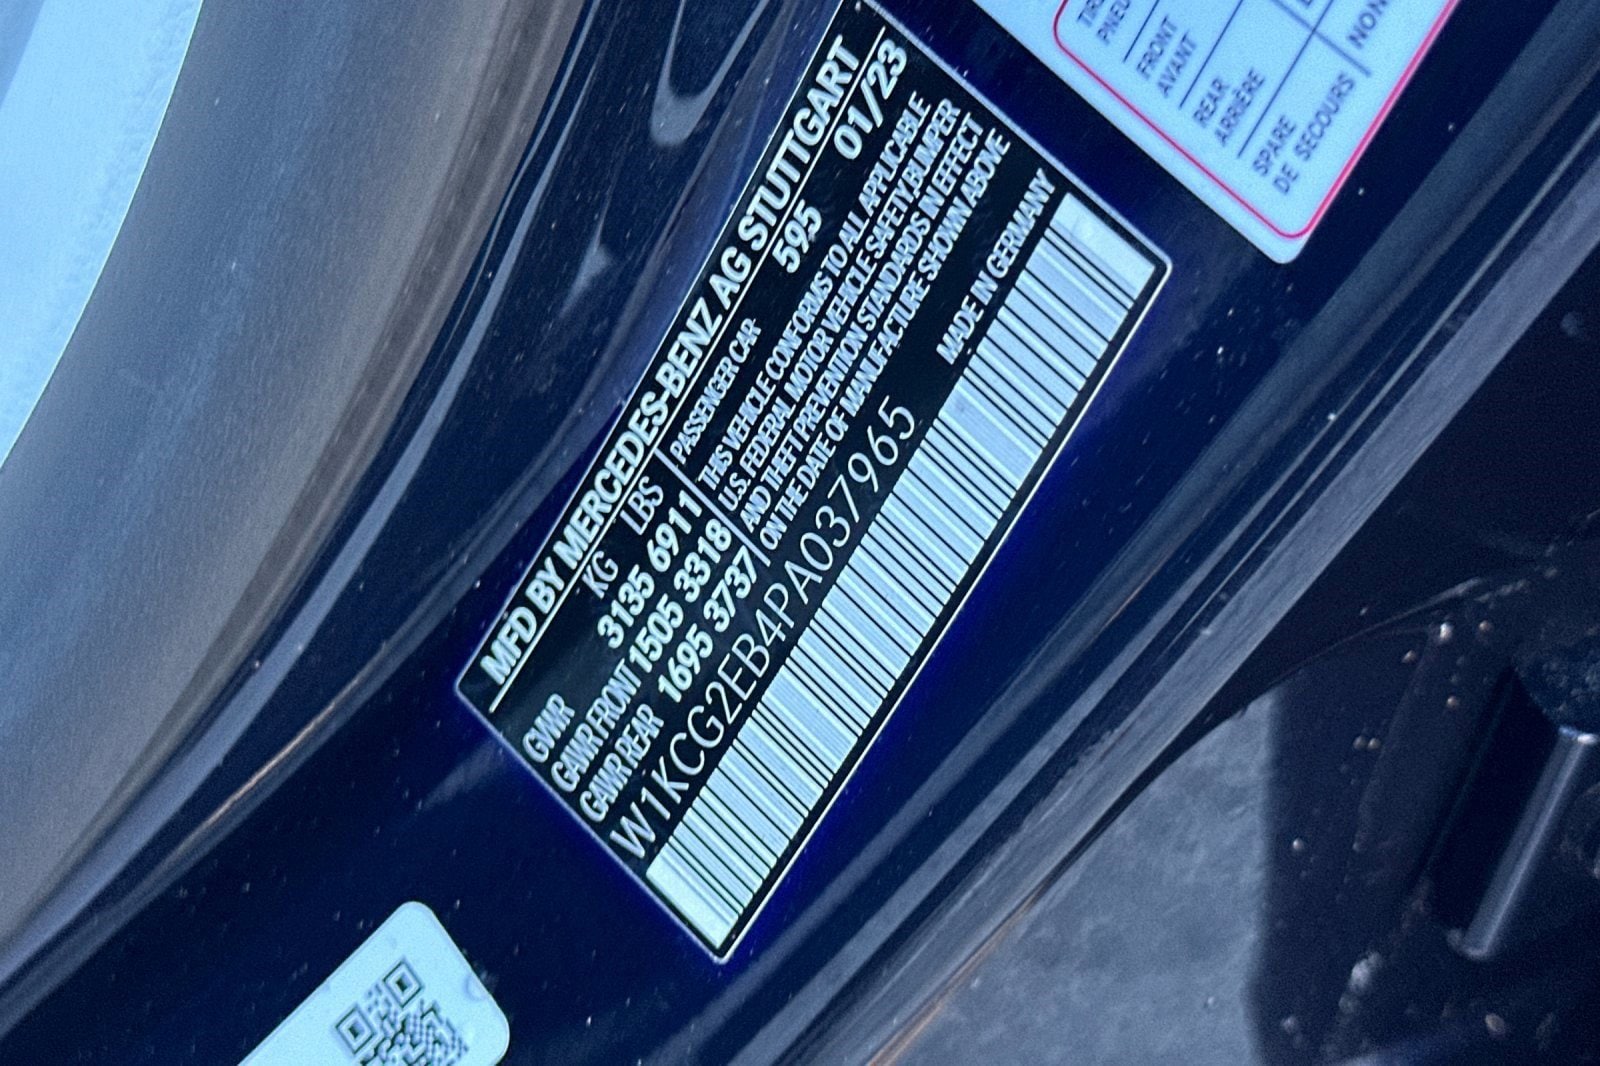 MFD BY MERCEDES-BENZ AG STUTTGART
595 01/23
KG LBS
GVWR 3135 6911
GAWR FRONT 1505 3318
GAWR REAR 1695 3737
PASSENGER CAR
THIS VEHICLE CONFORMS TO ALL APPLICABLE
U.S. FEDERAL MOTOR VEHICLE SAFETY,BUMPER
AND THEFT PREVENTION STANDARDS IN EFFECT
ON THE DATE OF MANUFACTURE SHOWN ABOVE
W1KCG2EB4PA037965
MADE IN GERMANY
FRONT
AVANT
REAR
ARRIÈRE
SPARE
DE SECOURS